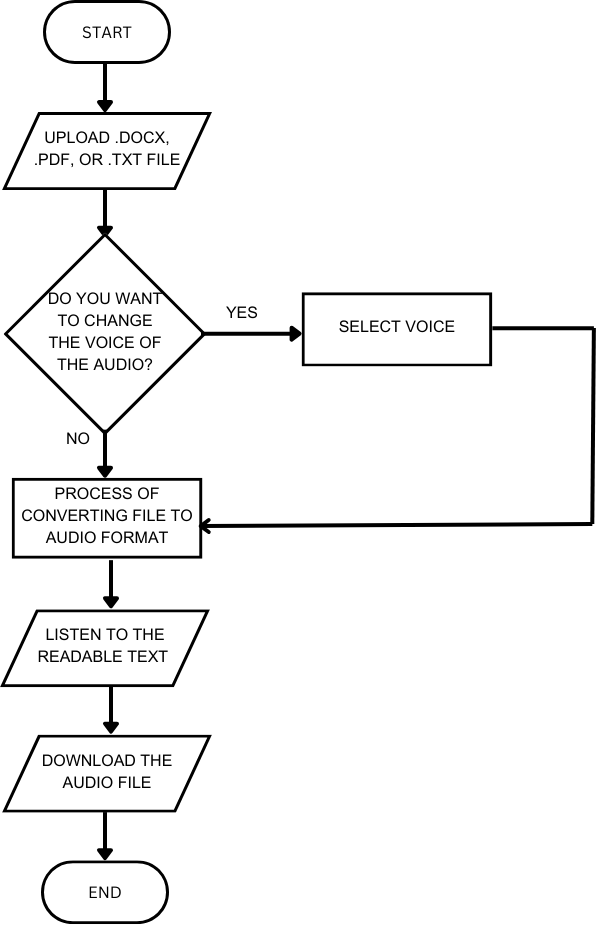 START
UPLOAD .DOCX,
.PDF, OR .TXT FILE
DO YOU WANT
TO CHANGE
THE VOICE OF
THE AUDIO?
YES
SELECT VOICE
NO
PROCESS OF
CONVERTING FILE TO
AUDIO FORMAT
LISTEN TO THE
READABLE TEXT
DOWNLOAD THE
AUDIO FILE
END